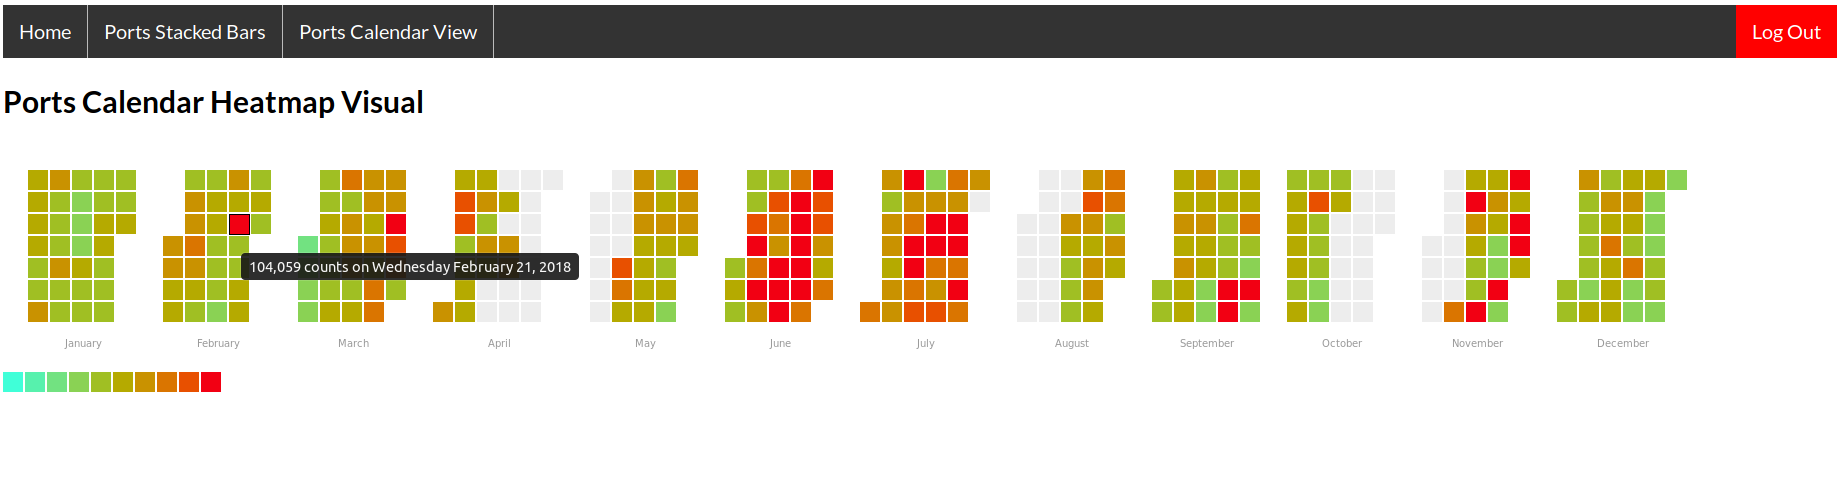 Home Ports Stacked Bars Ports Calendar View Log Out
Ports Calendar Heatmap Visual
104,059 counts on Wednesday February 21, 2018
January February March April May June July August September October November December